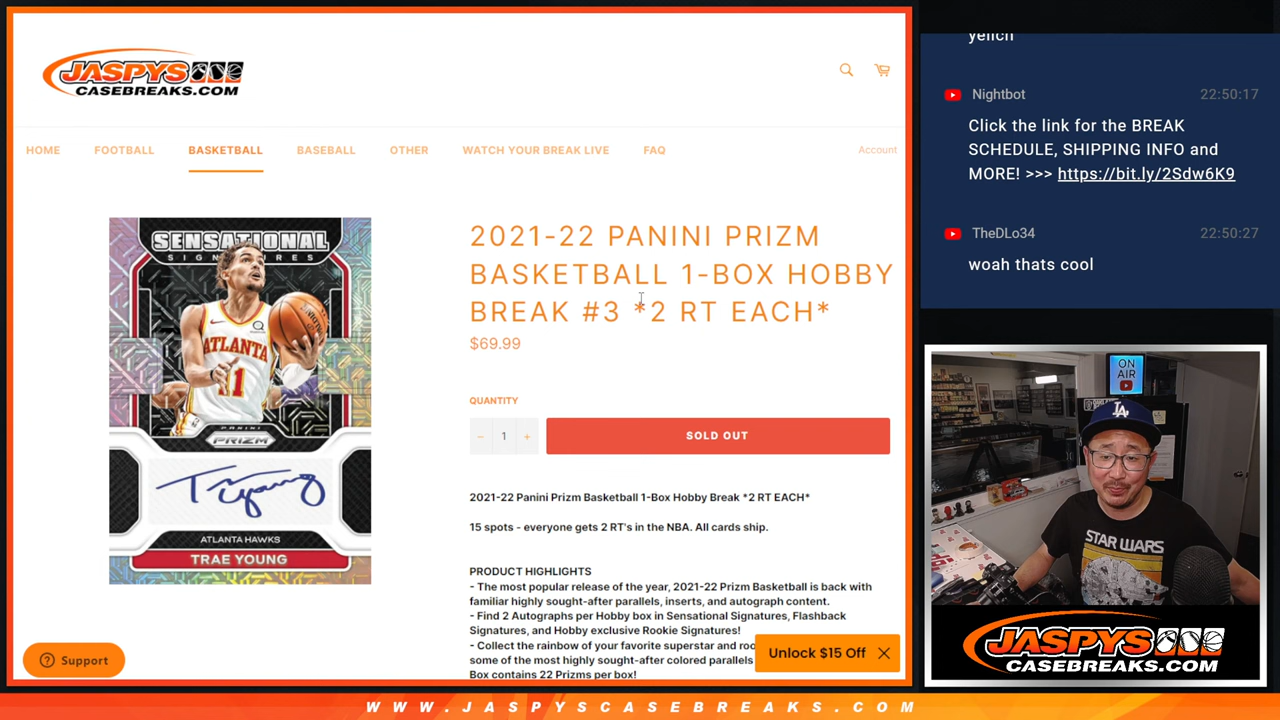 JASPYS
CASEBREAKS.COM
HOME FOOTBALL BASKETBALL BASEBALL OTHER WATCH YOUR BREAK LIVE FAQ Account
SENSATIONAL
SIGNATURES
ATLANTA
11
PANINI
PRIZM
ATLANTA HAWKS
TRAE YOUNG
2021-22 PANINI PRIZM
BASKETBALL 1-BOX HOBBY
BREAK #3 *2 RT EACH*
$69.99
QUANTITY
− 1 + SOLD OUT
2021-22 Panini Prizm Basketball 1-Box Hobby Break *2 RT EACH*
15 spots - everyone gets 2 RT's in the NBA. All cards ship.
PRODUCT HIGHLIGHTS
- The most popular release of the year, 2021-22 Prizm Basketball is back with
familiar highly sought-after parallels, inserts, and autograph content.
- Find 2 Autographs per Hobby box in Sensational Signatures, Flashback
Signatures, and Hobby exclusive Rookie Signatures!
- Collect the rainbow of your favorite superstar and roo
some of the most highly sought-after colored parallels
Box contains 22 Prizms per box!
Support
Unlock $15 Off
yelich
Nightbot 22:50:17
Click the link for the BREAK
SCHEDULE, SHIPPING INFO and
MORE! >>> https://bit.ly/2Sdw6K9
TheDLo34 22:50:27
woah thats cool
ON
AIR
LA
STAR WARS
JASPYS
CASEBREAKS.COM
WWW.JASPYSCASEBREAKS.COM